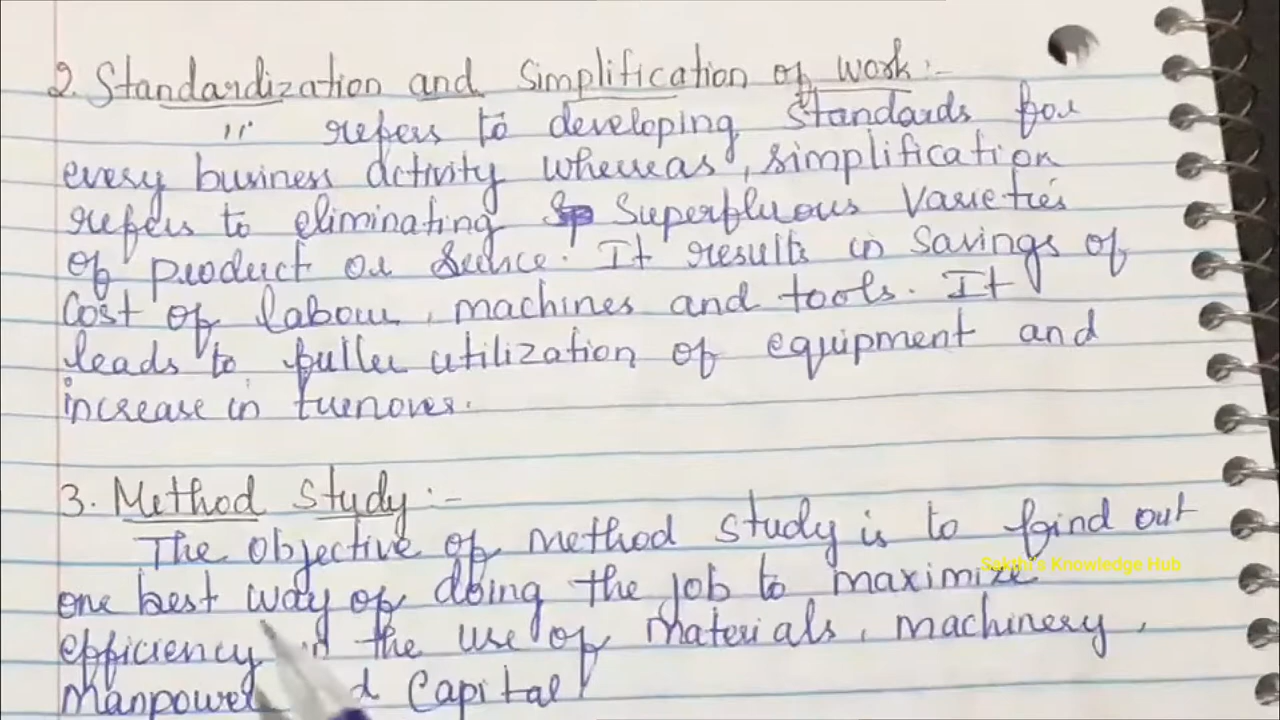 2. Standardization and Simplification of work :-
" refers to developing standards for
every business activity whereas, simplification
refers to eliminating Superfluous Varieties
of product or Service. It results in savings of
Cost of labour, machines and tools. It
leads to fuller utilization of equipment and
increase in turnover.
3. Method study :-
The objective of method study is to find out
Sakthi's Knowledge Hub
one best way of doing the job to maximize
efficiency in the use of materials, machinery,
manpower d Capital